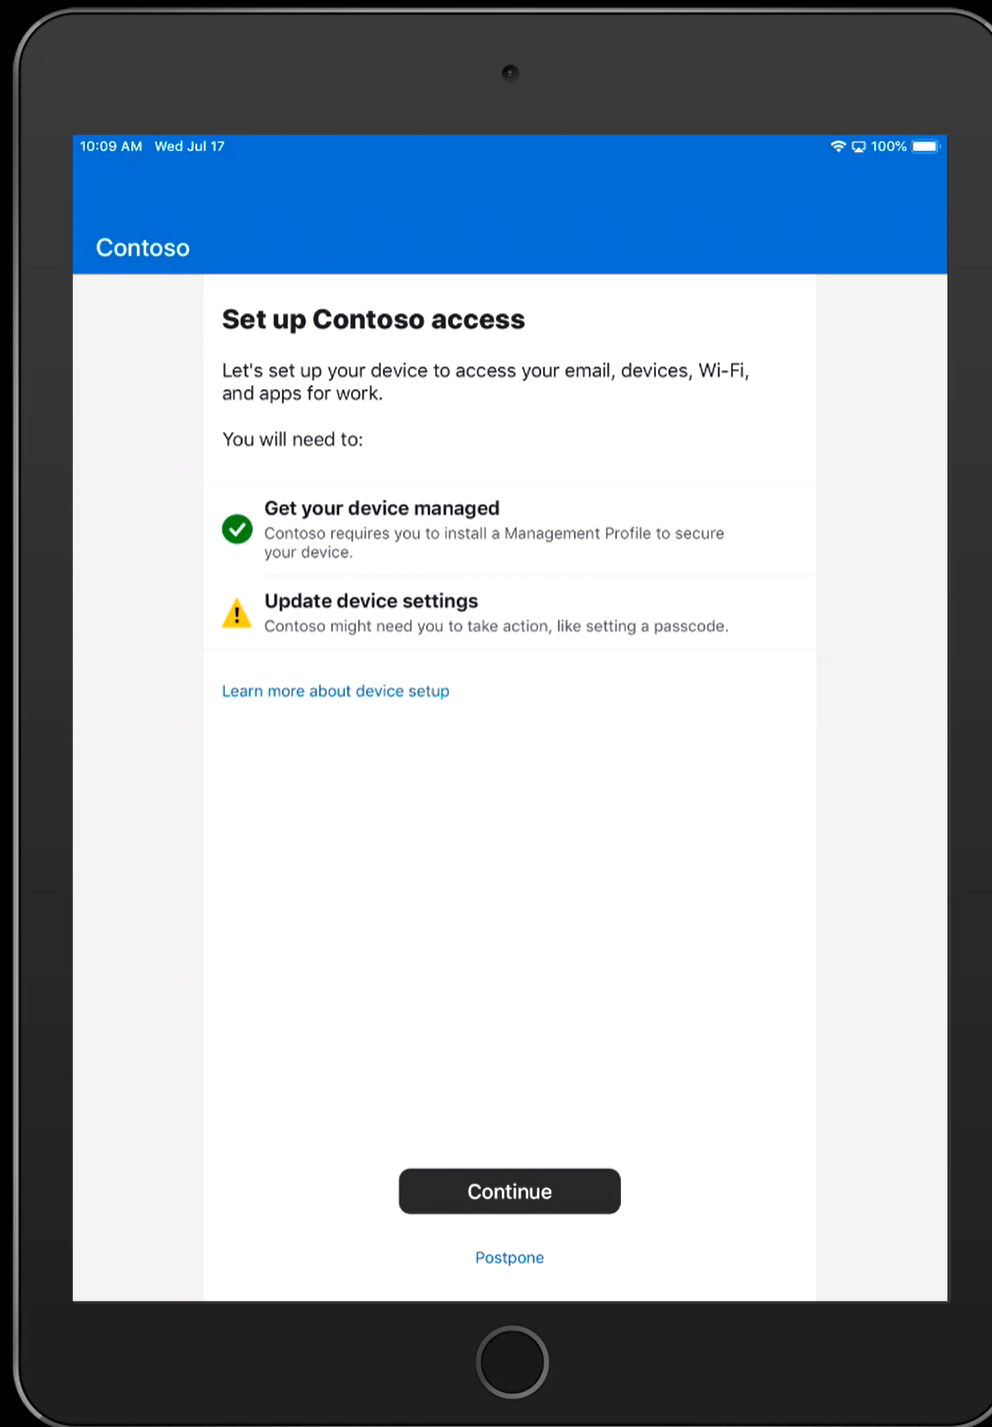 10:09 AM Wed Jul 17 100%
Contoso
Set up Contoso access
Let's set up your device to access your email, devices, Wi-Fi,
and apps for work.
You will need to:
Get your device managed
Contoso requires you to install a Management Profile to secure
your device.
Update device settings
Contoso might need you to take action, like setting a passcode.
Learn more about device setup
Continue
Postpone